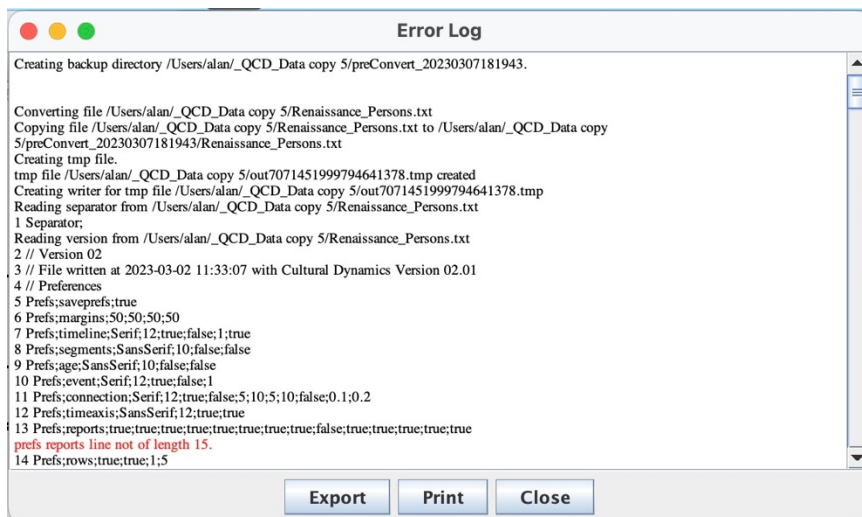 Error Log
Creating backup directory /Users/alan/_QCD_Data copy 5/preConvert_20230307181943.
Converting file /Users/alan/_QCD_Data copy 5/Renaissance_Persons.txt
Copying file /Users/alan/_QCD_Data copy 5/Renaissance_Persons.txt to /Users/alan/_QCD_Data copy
5/preConvert_20230307181943/Renaissance_Persons.txt
Creating tmp file.
tmp file /Users/alan/_QCD_Data copy 5/out7071451999794641378.tmp created
Creating writer for tmp file /Users/alan/_QCD_Data copy 5/out7071451999794641378.tmp
Reading separator from /Users/alan/_QCD_Data copy 5/Renaissance_Persons.txt
1 Separator;
Reading version from /Users/alan/_QCD_Data copy 5/Renaissance_Persons.txt
2 // Version 02
3 // File written at 2023-03-02 11:33:07 with Cultural Dynamics Version 02.01
4 // Preferences
5 Prefs;saveprefs;true
6 Prefs;margins;50;50;50;50
7 Prefs;timeline;Serif;12;true;false;1;true
8 Prefs;segments;SansSerif;10;false;false
9 Prefs;age;SansSerif;10;false;false
10 Prefs;event;Serif;12;true;false;1
11 Prefs;connection;Serif;12;true;false;5;10;5;10;false;0.1;0.2
12 Prefs;timeaxis;SansSerif;12;true;true
13 Prefs;reports;true;true;true;true;true;true;true;true;false;true;true;true;true;true
prefs reports line not of length 15.
14 Prefs;rows;true;true;1;5
Export Print Close